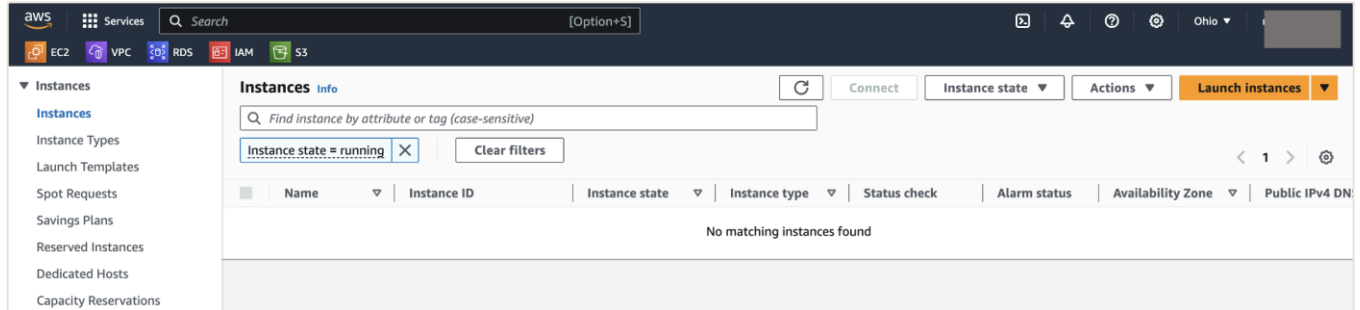 aws Services Search [Option+S] Ohio
EC2 VPC RDS IAM S3
Instances
Instances
Instance Types
Launch Templates
Spot Requests
Savings Plans
Reserved Instances
Dedicated Hosts
Capacity Reservations
Instances Info Connect Instance state Actions Launch instances
Find instance by attribute or tag (case-sensitive)
Instance state = running Clear filters
1
Name Instance ID Instance state Instance type Status check Alarm status Availability Zone Public IPv4 DN
No matching instances found